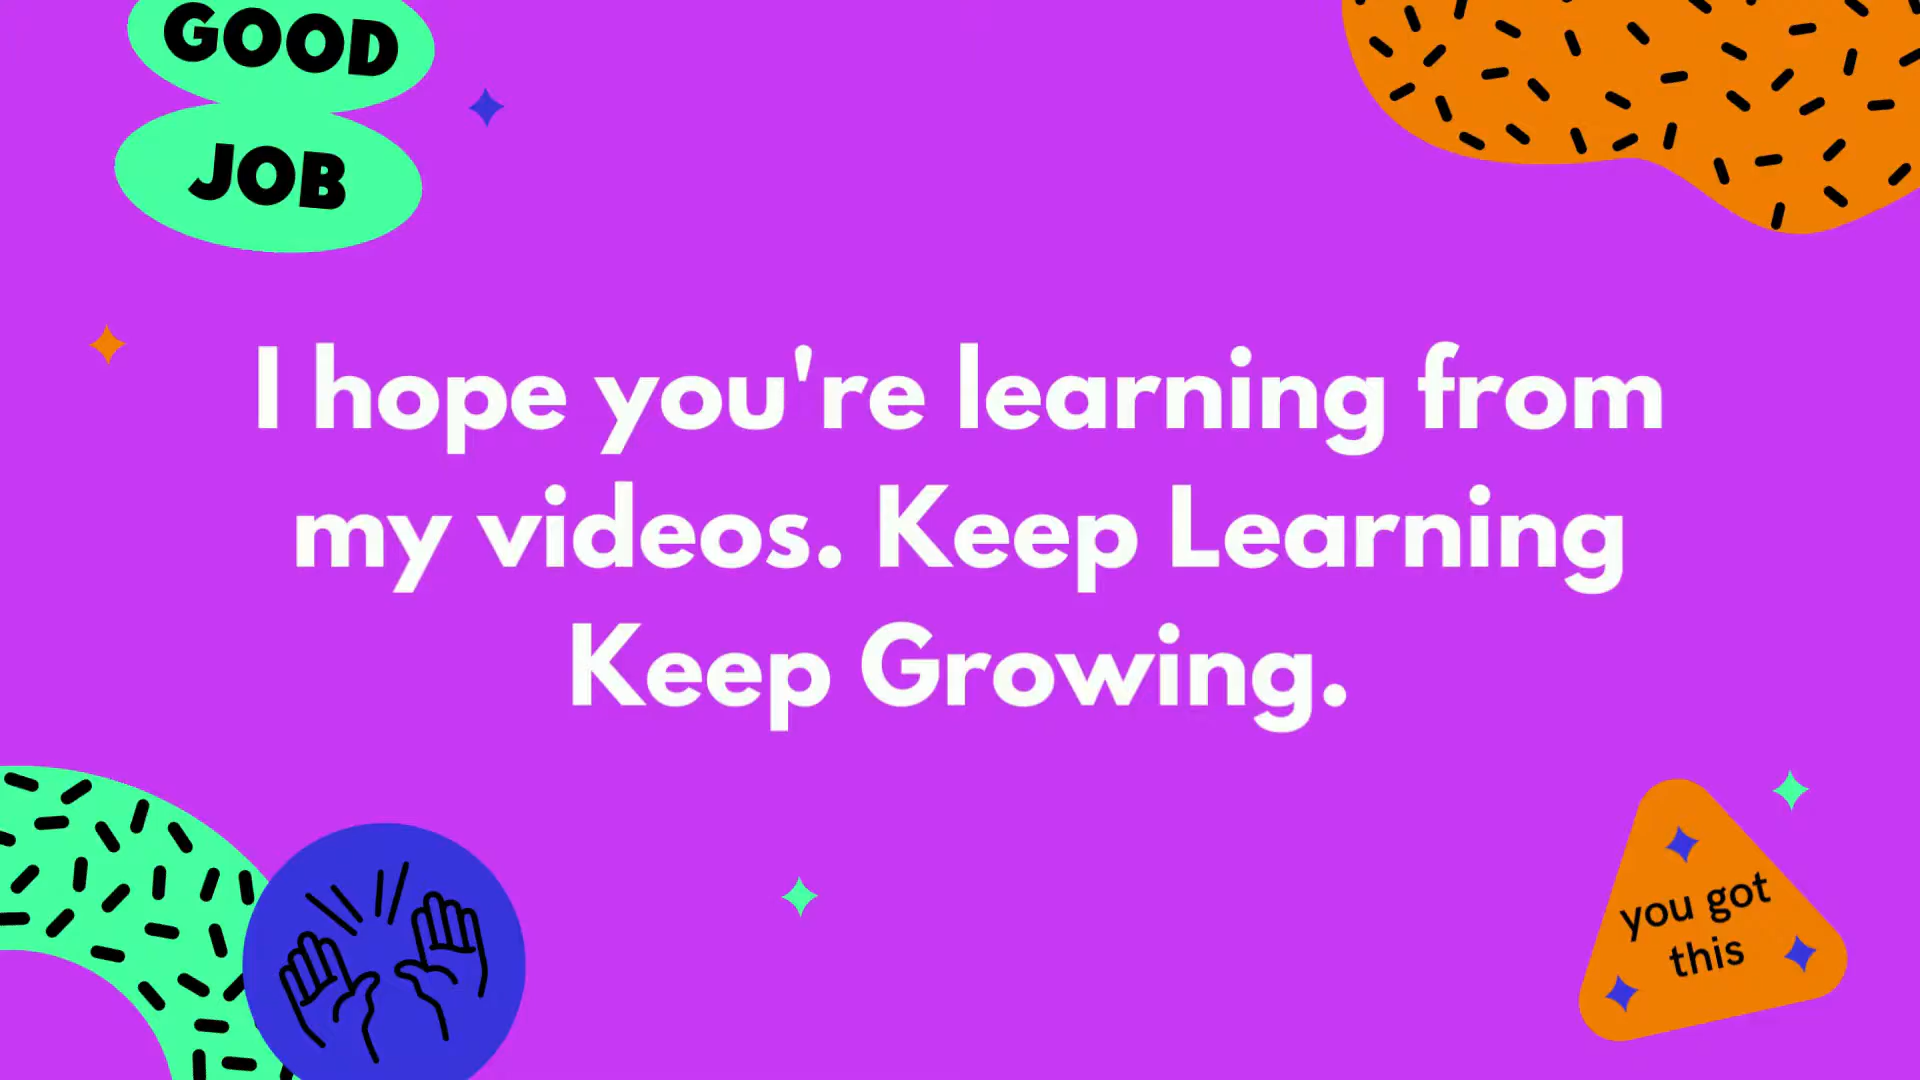 GOOD
JOB
I hope you're learning from
my videos. Keep Learning
Keep Growing.
you got
this